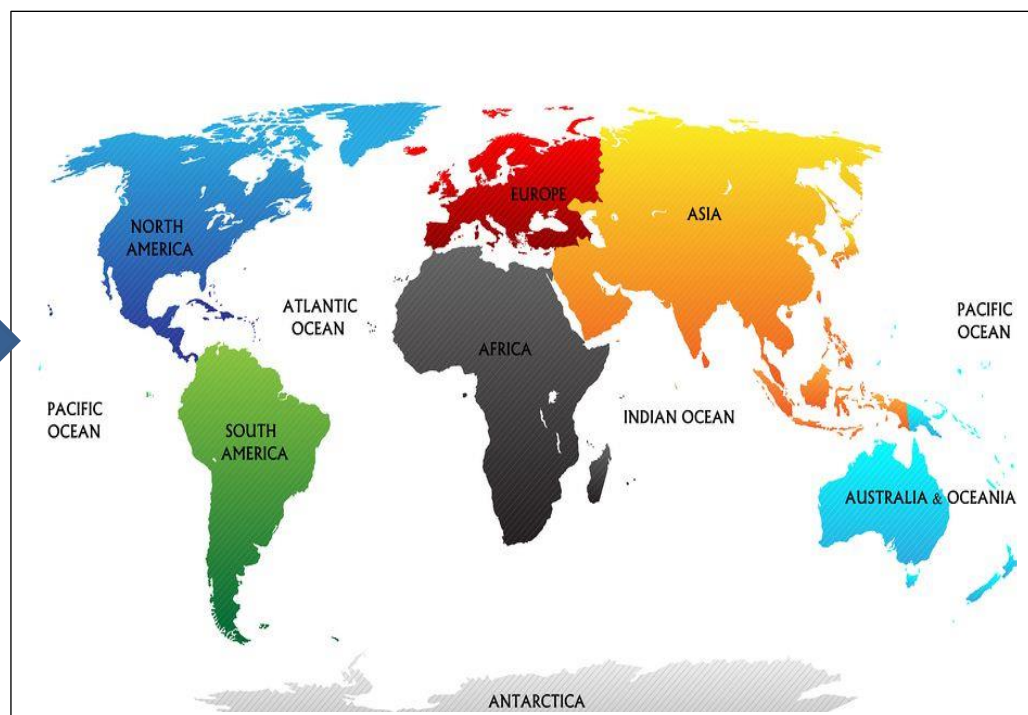 EUROPE
ASIA
NORTH
AMERICA
ATLANTIC
OCEAN
PACIFIC
OCEAN
AFRICA
PACIFIC
OCEAN
INDIAN OCEAN
SOUTH
AMERICA
AUSTRALIA & OCEANIA
ANTARCTICA